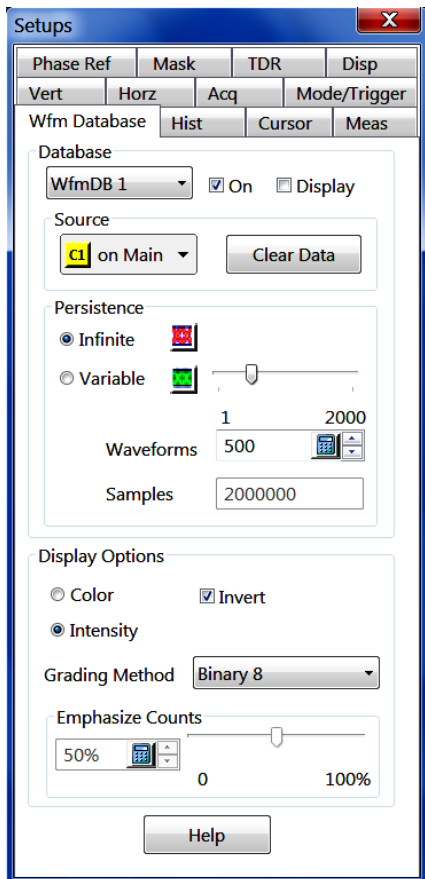 Setups
X
Phase Ref Mask TDR Disp
Vert Horz Acq Mode/Trigger
Wfm Database Hist Cursor Meas
Database
WfmDB 1 On Display
Source
C1 on Main Clear Data
Persistence
Infinite
Variable
1 2000
Waveforms 500
Samples 2000000
Display Options
Color Invert
Intensity
Grading Method Binary 8
Emphasize Counts
50%
0 100%
Help